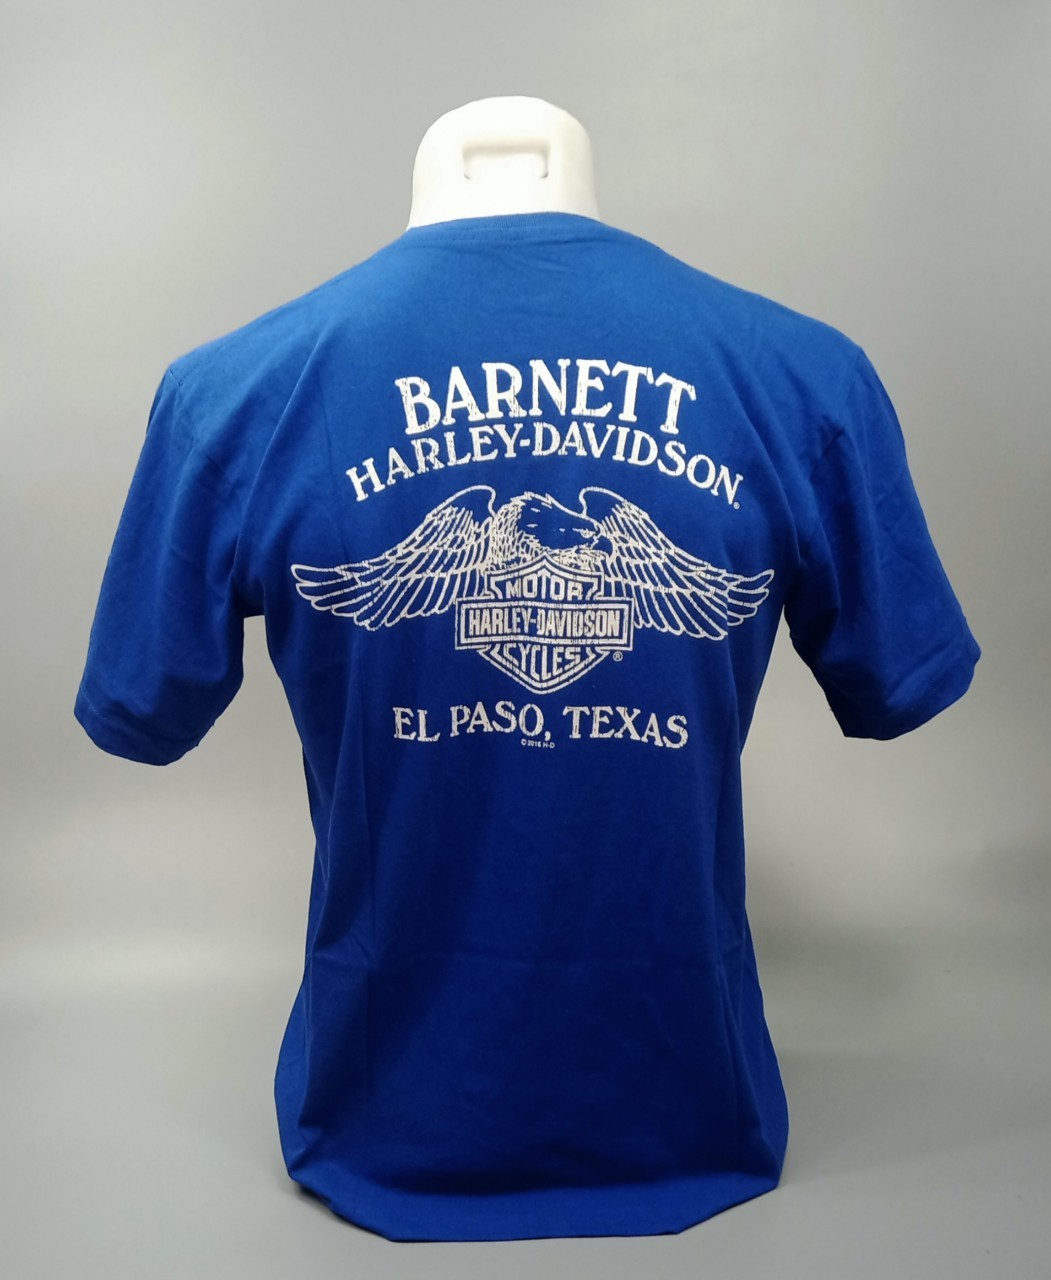 BARNETT
HARLEY-DAVIDSON®
MOTOR
HARLEY-DAVIDSON
CYCLES ®
EL PASO, TEXAS
© 2016 H-D